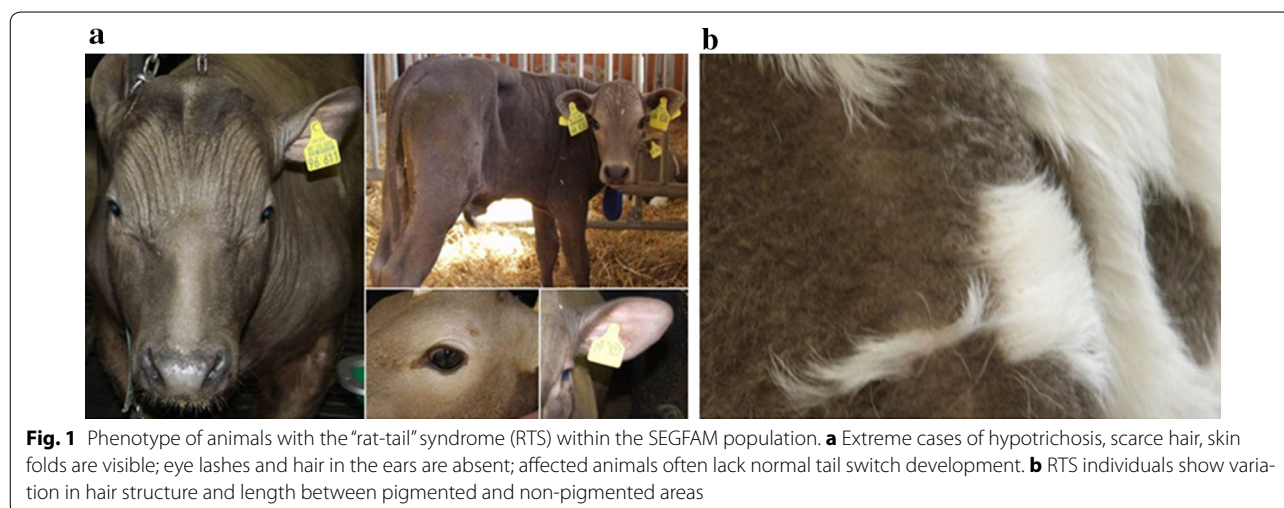 a
b
C
96 611
Fig. 1 Phenotype of animals with the “rat-tail” syndrome (RTS) within the SEGFAM population. a Extreme cases of hypotrichosis, scarce hair, skin
folds are visible; eye lashes and hair in the ears are absent; affected animals often lack normal tail switch development. b RTS individuals show varia-
tion in hair structure and length between pigmented and non-pigmented areas